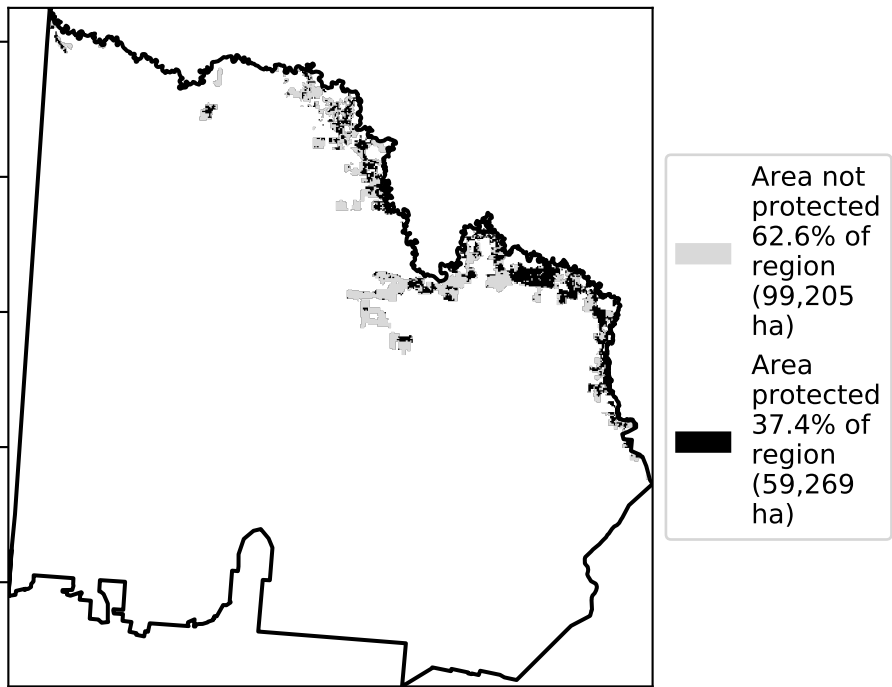 Area not
protected
62.6% of
region
(99,205
ha)
Area
protected
37.4% of
region
(59,269
ha)